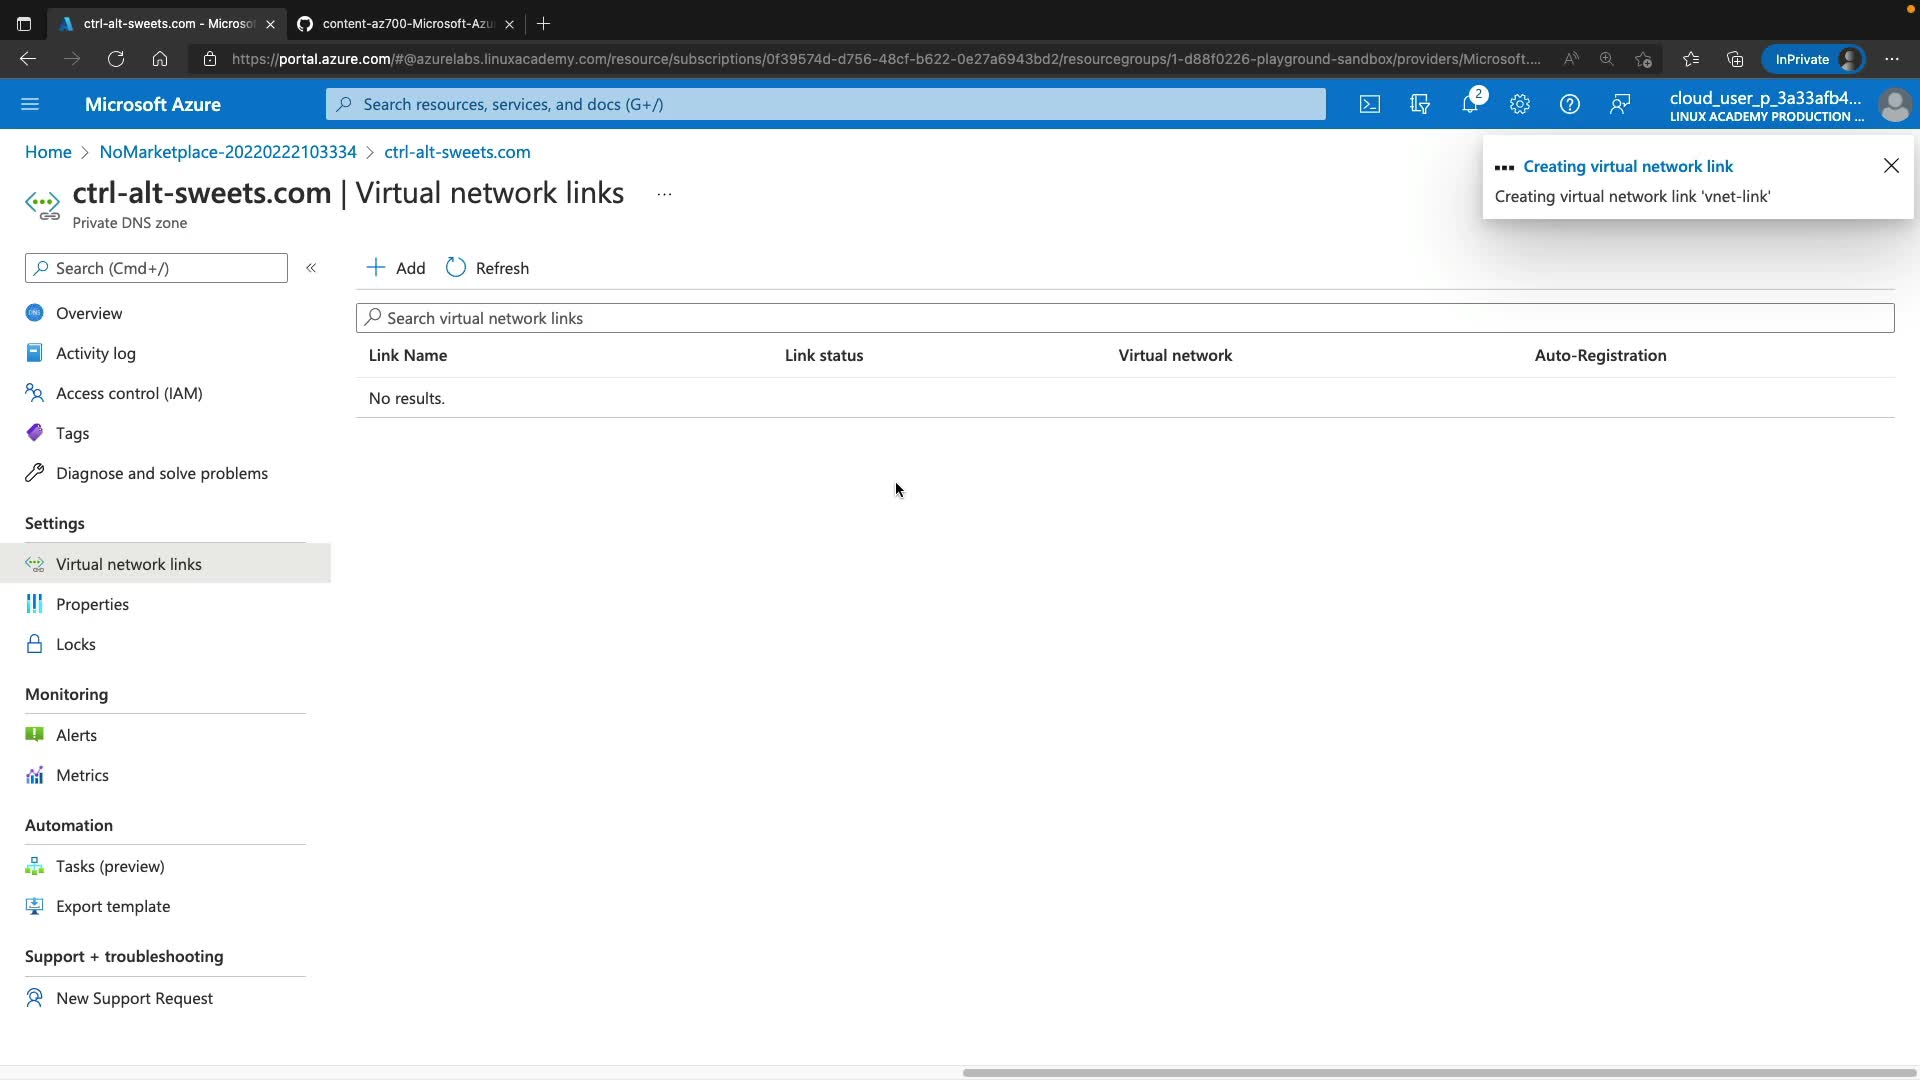 ctrl-alt-sweets.com - Microso
content-az700-Microsoft-Azu
https://portal.azure.com/#@azurelabs.linuxacademy.com/resource/subscriptions/0f39574d-d756-48cf-b622-0e27a6943bd2/resourcegroups/1-d88f0226-playground-sandbox/providers/Microsoft....
InPrivate
Microsoft Azure
Search resources, services, and docs (G+/)
2
cloud_user_p_3a33afb4...
LINUX ACADEMY PRODUCTION ...
Home > NoMarketplace-20220222103334 > ctrl-alt-sweets.com
Creating virtual network link
Creating virtual network link 'vnet-link'
ctrl-alt-sweets.com | Virtual network links ...
Private DNS zone
Search (Cmd+/)
«
Add
Refresh
Search virtual network links
Link Name
Link status
Virtual network
Auto-Registration
No results.
Overview
Activity log
Access control (IAM)
Tags
Diagnose and solve problems
Settings
Virtual network links
Properties
Locks
Monitoring
Alerts
Metrics
Automation
Tasks (preview)
Export template
Support + troubleshooting
New Support Request